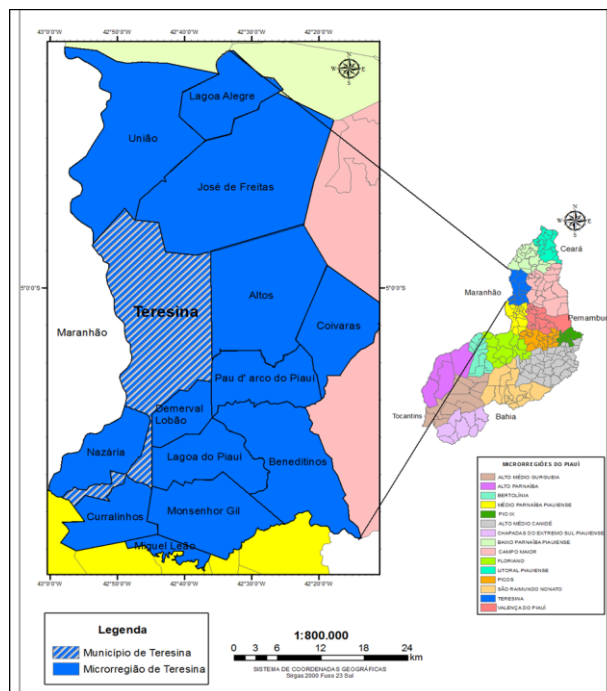 43°0'0"S 42°50'0"S 42°40'0"S 42°30'0"S 42°20'0"S
N
W E
S
Lagoa Alegre
União
José de Freitas
Teresina
Altos
Maranhão
Coivaras
Pau d' arco do Piauí
Demerval
Lobão
Nazária
Lagoa do Piauí
Beneditinos
Monsenhor Gil
Curralinhos
Miguel Leão
5°0'0"S
5°0'0"S
43°0'0"S 42°50'0"S 42°40'0"S 42°30'0"S 42°20'0"S
N
W E
S
Ceará
Maranhão
Pernambu
Tocantins
Bahia
MICRORREGIÕES DO PIAUÍ
ALTO MÉDIO GURGUEIA
ALTO PARNAÍBA
BERTOLÍNIA
MÉDIO PARNAÍBA PIAUIENSE
PIO IX
ALTO MÉDIO CANIDÉ
CHAPADAS DO EXTREMO SUL PIAUIENSE
BAIXO PARNAÍBA PIAUIENSE
CAMPO MAIOR
FLORIANO
LITORAL PIAUIENSE
PICOS
SÃO RAIMUNDO NONATO
TERESINA
VALENÇA DO PIAUÍ
Legenda
Município de Teresina
Microrregião de Teresina
1:800.000
0 3 6 12 18 24
km
SISTEMA DE COORDENADAS GEOGRÁFICAS
Sirgas2000 Fuso 23 Sul